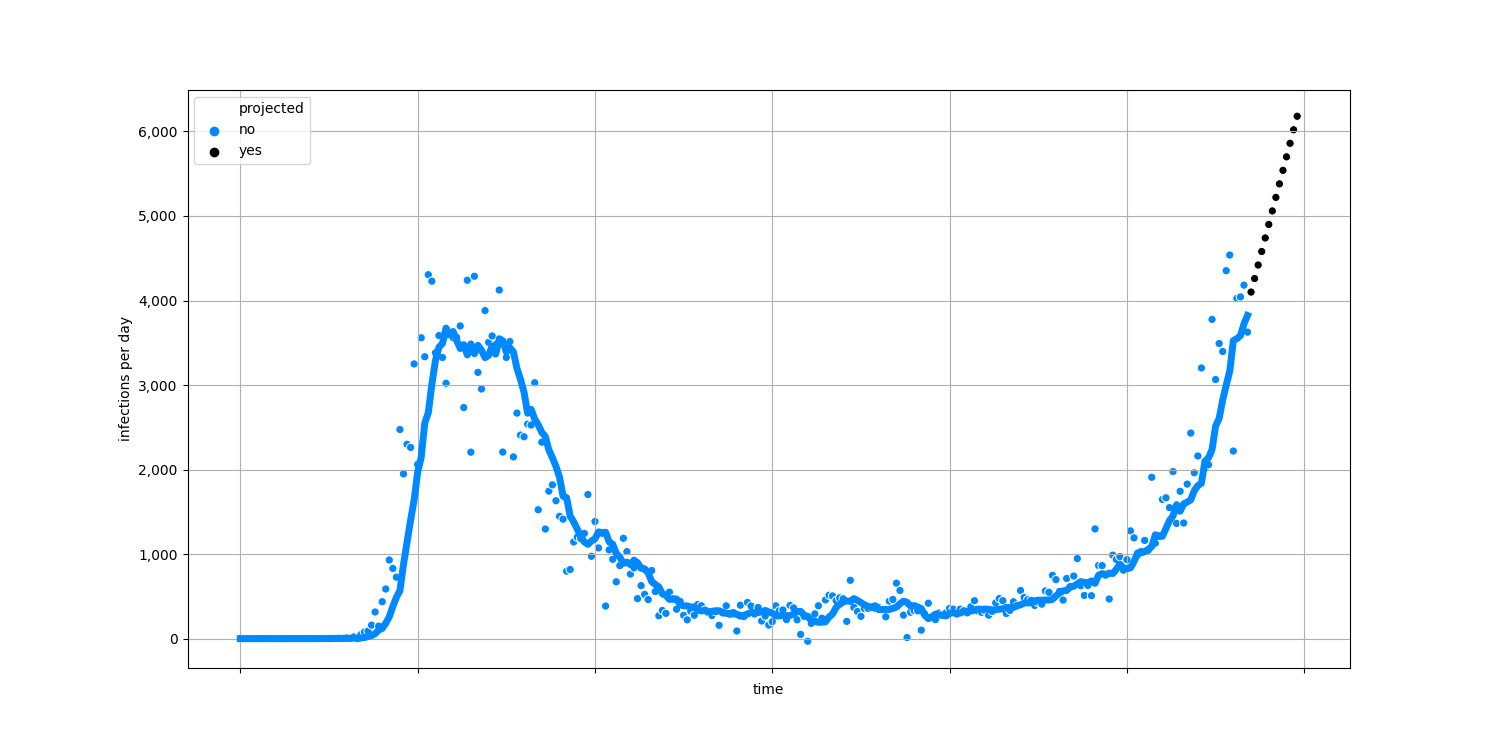 projected
no
yes
6,000
5,000
4,000
3,000
2,000
1,000
0
infections per day
time